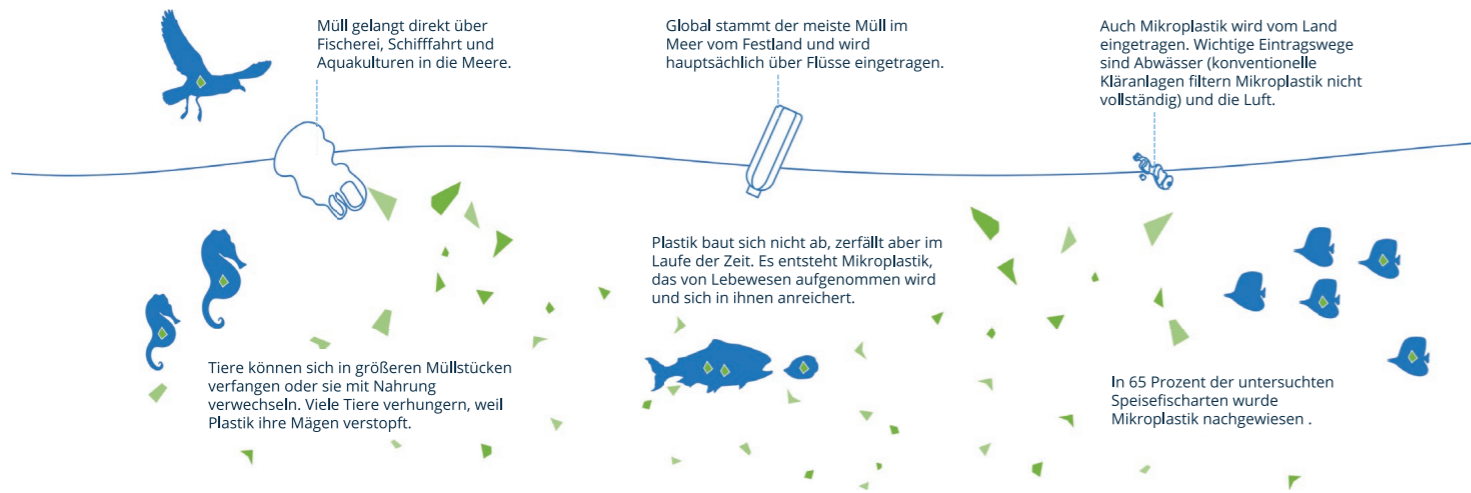 Müll gelangt direkt über
Fischerei, Schifffahrt und
Aquakulturen in die Meere.
Global stammt der meiste Müll im
Meer vom Festland und wird
hauptsächlich über Flüsse eingetragen.
Auch Mikroplastik wird vom Land
eingetragen. Wichtige Eintragswege
sind Abwässer (konventionelle
Kläranlagen filtern Mikroplastik nicht
vollständig) und die Luft.
Plastik baut sich nicht ab, zerfällt aber im
Laufe der Zeit. Es entsteht Mikroplastik,
das von Lebewesen aufgenommen wird
und sich in ihnen anreichert.
Tiere können sich in größeren Müllstücken
verfangen oder sie mit Nahrung
verwechseln. Viele Tiere verhungern, weil
Plastik ihre Mägen verstopft.
In 65 Prozent der untersuchten
Speisefischarten wurde
Mikroplastik nachgewiesen .